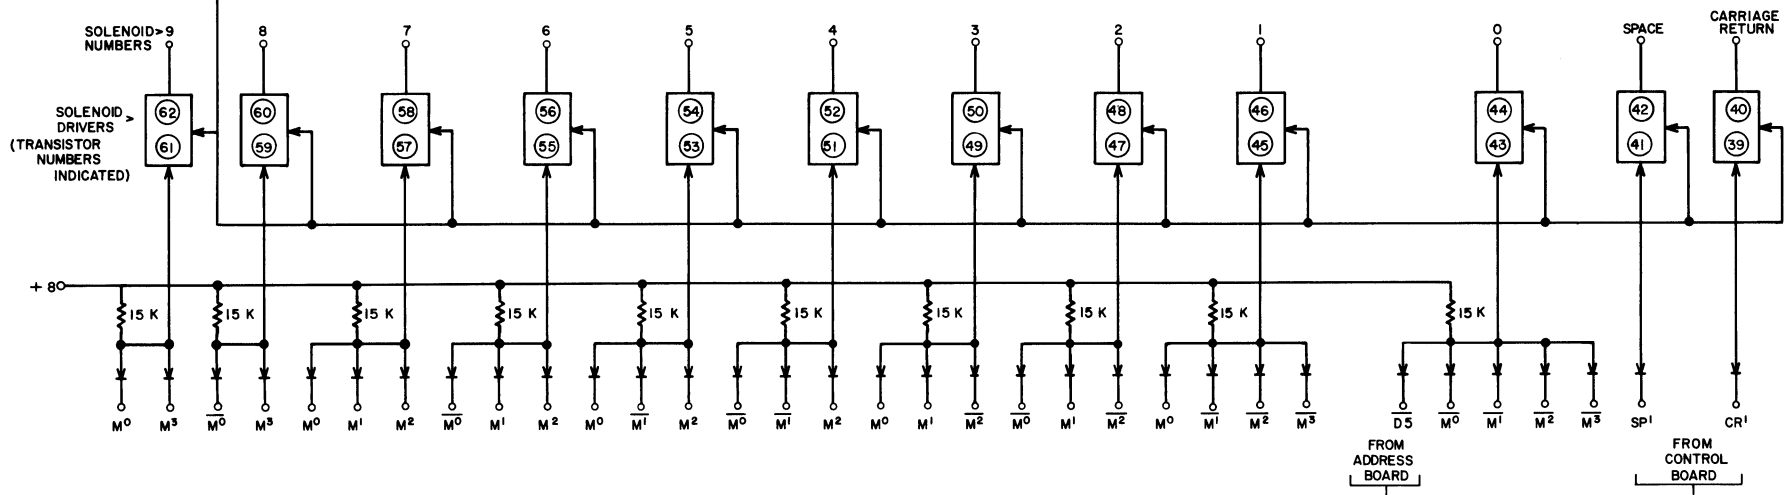 SOLENOID> 9 8 7 6 5 4 3 2 1 0 SPACE CARRIAGE
NUMBERS RETURN
SOLENOID >
DRIVERS
(TRANSISTOR
NUMBERS
INDICATED)
62 60 58 56 54 52 50 48 46 44 42 40
61 59 57 55 53 51 49 47 45 43 41 39
+8
15 K 15 K 15 K 15 K 15 K 15 K 15 K 15 K 15 K 15 K
M⁰ M³ M̅⁰ M³ M⁰ M¹ M² M̅⁰ M¹ M² M⁰ M̅¹ M² M̅⁰ M̅¹ M² M⁰ M¹ M̅² M̅⁰ M¹ M̅² M⁰ M̅¹ M̅² M̅³ D̅5̅ M̅⁰ M̅¹ M̅² M̅³ SP¹ CR¹
FROM
ADDRESS
BOARD
FROM
CONTROL
BOARD